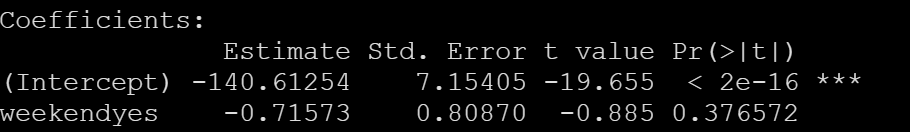 Coefficients:
Estimate Std. Error t value Pr(>|t|)
(Intercept) -140.61254 7.15405 -19.655 < 2e-16 ***
weekendyes -0.71573 0.80870 -0.885 0.376572